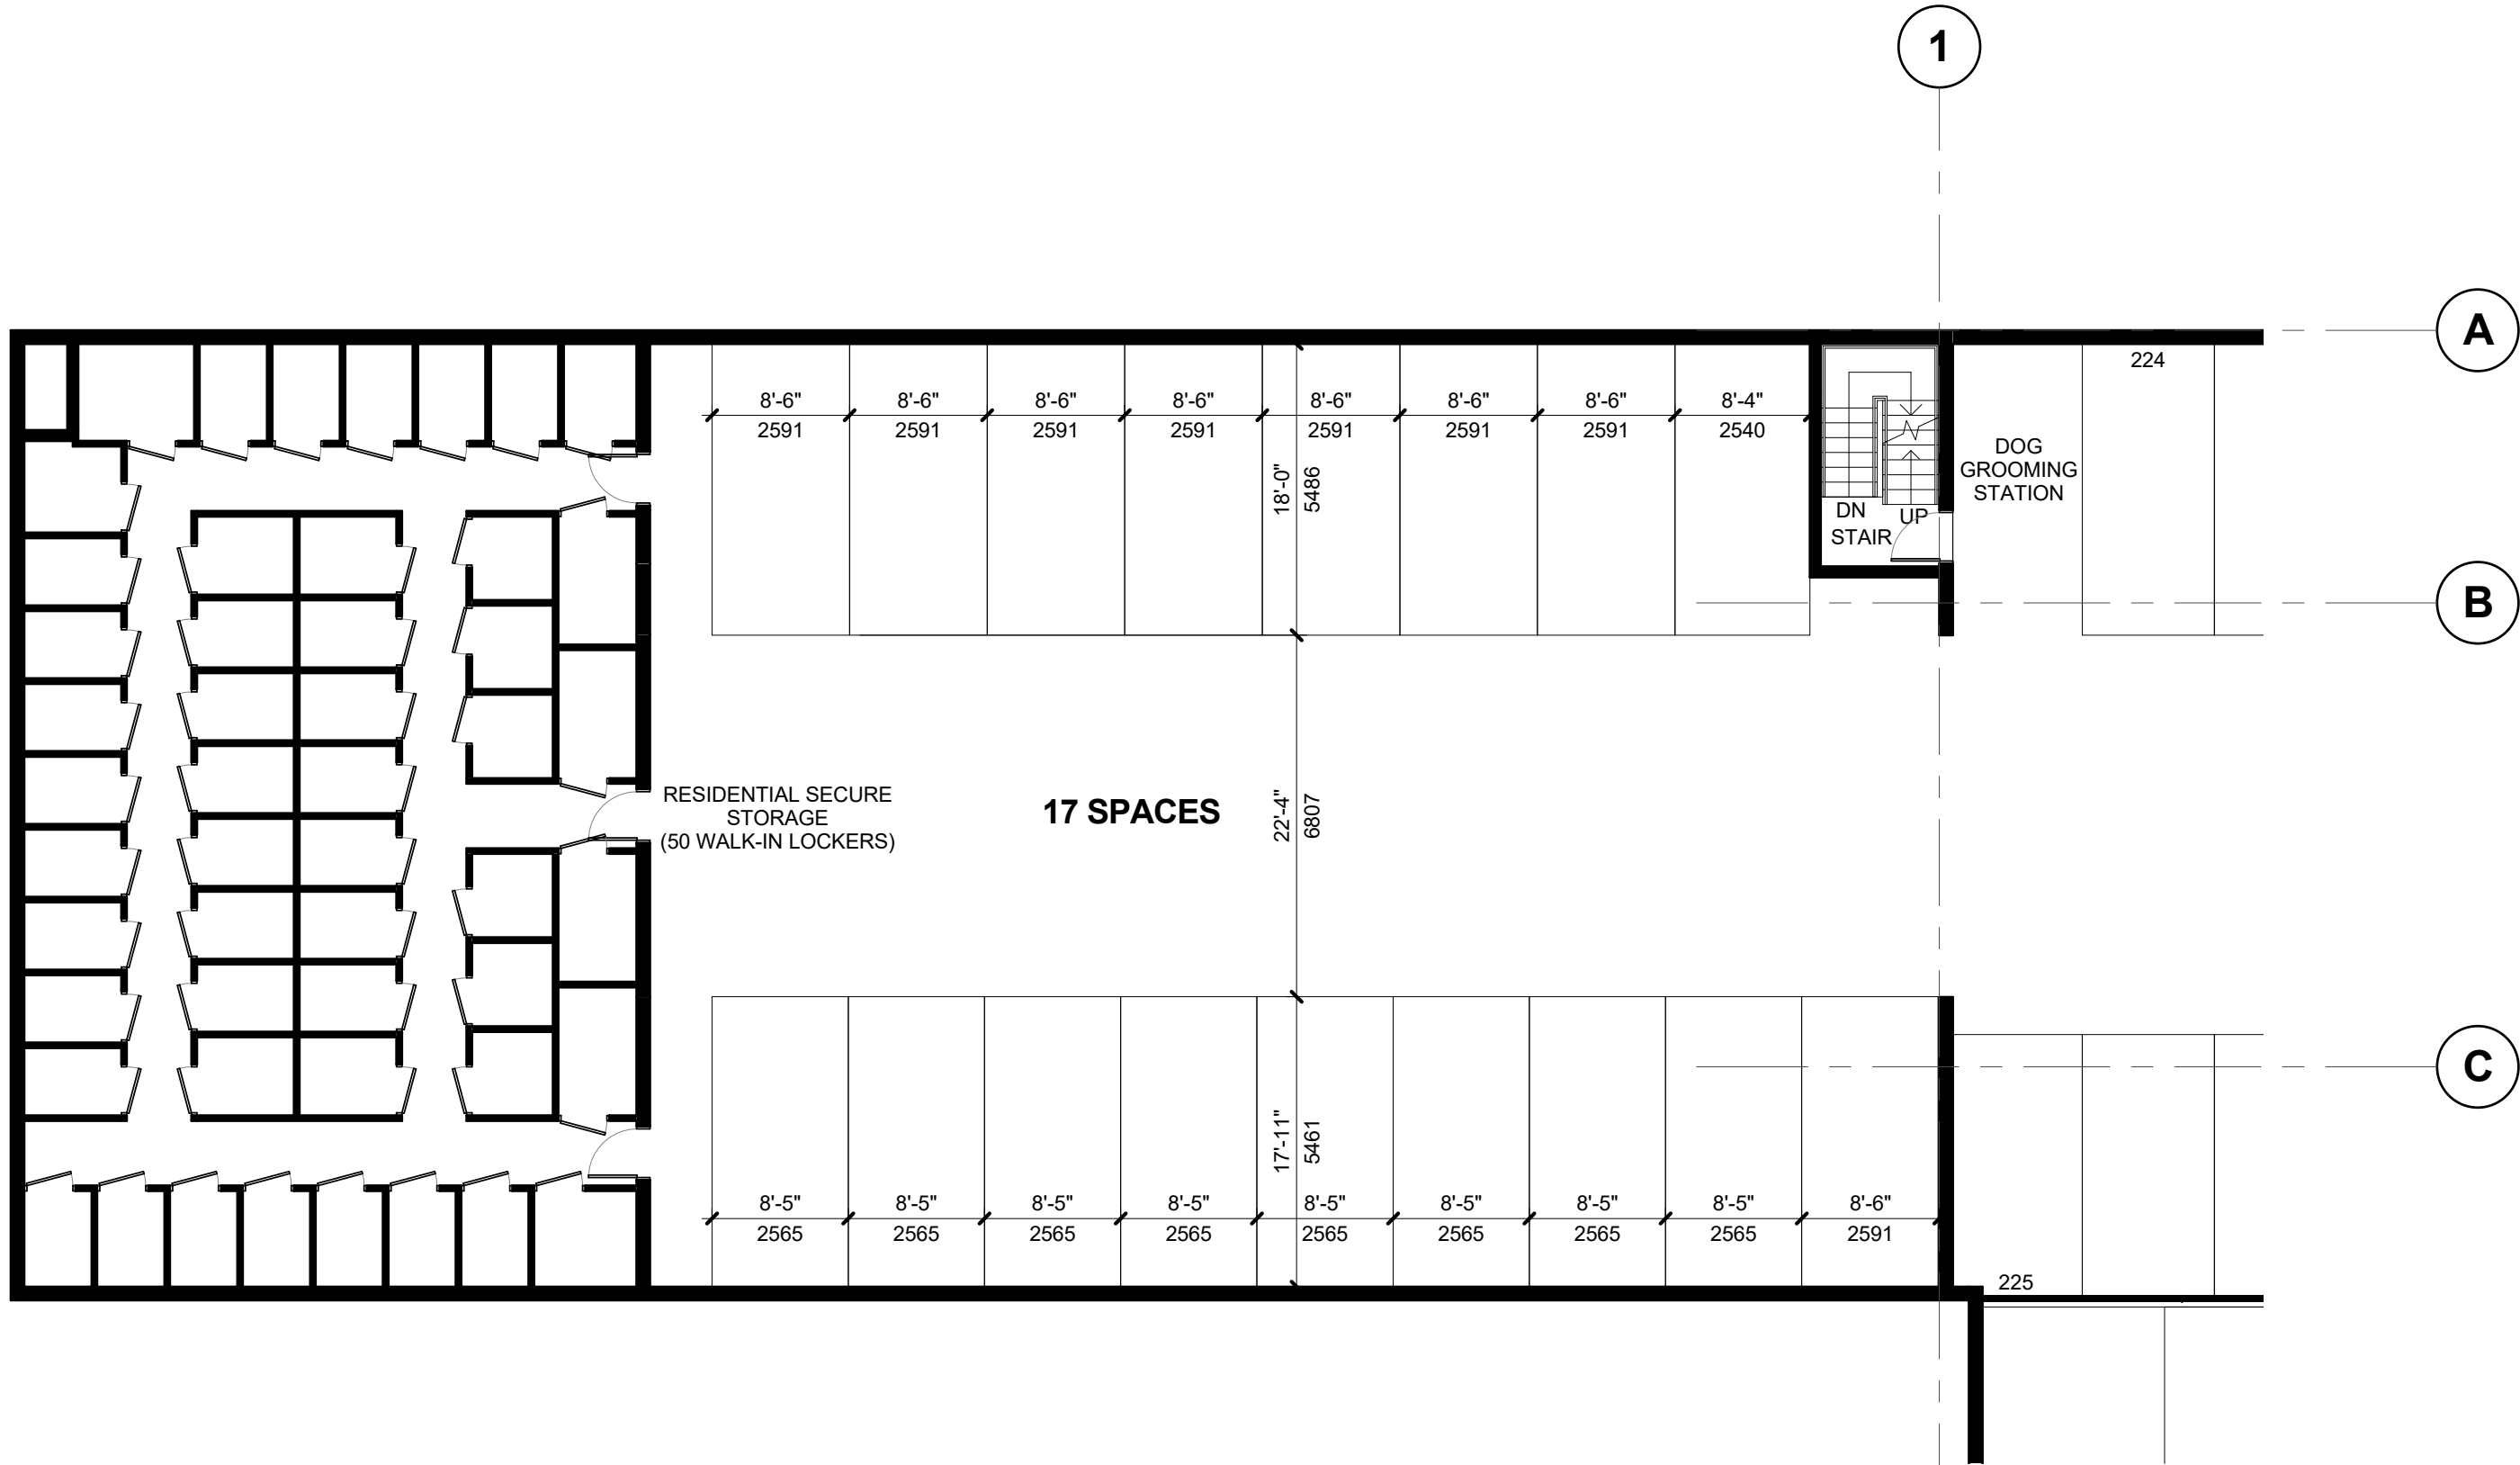 1
A
224
8'-6" 8'-6" 8'-6" 8'-6" 8'-6" 8'-6" 8'-6" 8'-4"
2591 2591 2591 2591 2591 2591 2591 2540
18'-0"
5486
DOG
GROOMING
STATION
DN UP
STAIR
B
RESIDENTIAL SECURE
STORAGE
(50 WALK-IN LOCKERS)
17 SPACES
22'-4"
6807
C
17'-11"
5461
8'-5" 8'-5" 8'-5" 8'-5" 8'-5" 8'-5" 8'-5" 8'-5" 8'-6"
2565 2565 2565 2565 2565 2565 2565 2565 2591
225